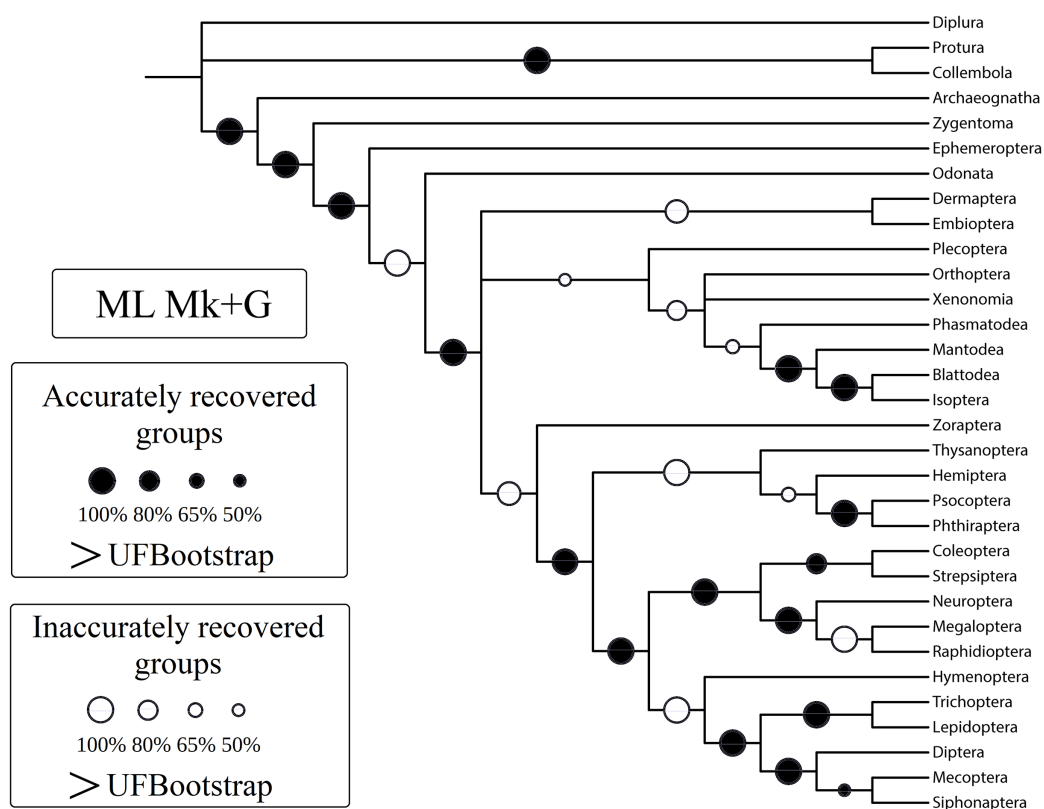 Diplura
Protura
Collembola
Archaeognatha
Zygentoma
Ephemeroptera
Odonata
Dermaptera
Embioptera
Plecoptera
Orthoptera
Xenonomia
Phasmatodea
Mantodea
Blattodea
Isoptera
Zoraptera
Thysanoptera
Hemiptera
Psocoptera
Phthiraptera
Coleoptera
Strepsiptera
Neuroptera
Megaloptera
Raphidioptera
Hymenoptera
Trichoptera
Lepidoptera
Diptera
Mecoptera
Siphonaptera
ML Mk+G
Accurately recovered
groups
100% 80% 65% 50%
> UFBootstrap
Inaccurately recovered
groups
100% 80% 65% 50%
> UFBootstrap